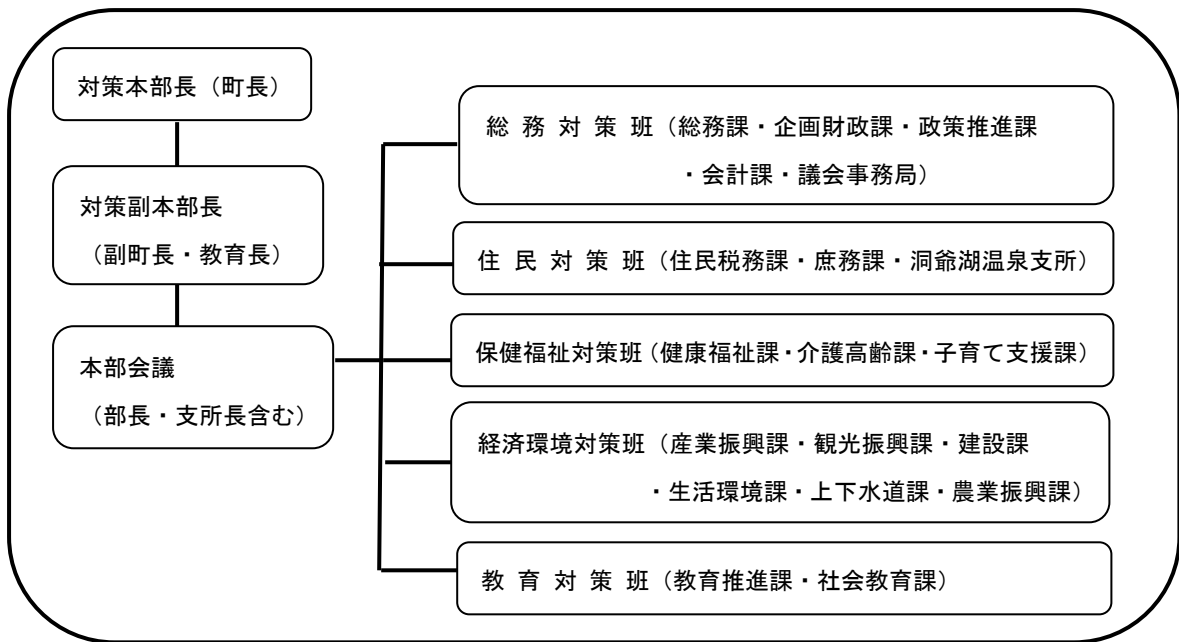 対策本部長（町長）
対策副本部長
（副町長・教育長）
本部会議
（部長・支所長含む）
総 務 対 策 班（総務課・企画財政課・政策推進課
・会計課・議会事務局）
住 民 対 策 班（住民税務課・庶務課・洞爺湖温泉支所）
保健福祉対策班（健康福祉課・介護高齢課・子育て支援課）
経済環境対策班（産業振興課・観光振興課・建設課
・生活環境課・上下水道課・農業振興課）
教 育 対 策 班（教育推進課・社会教育課）